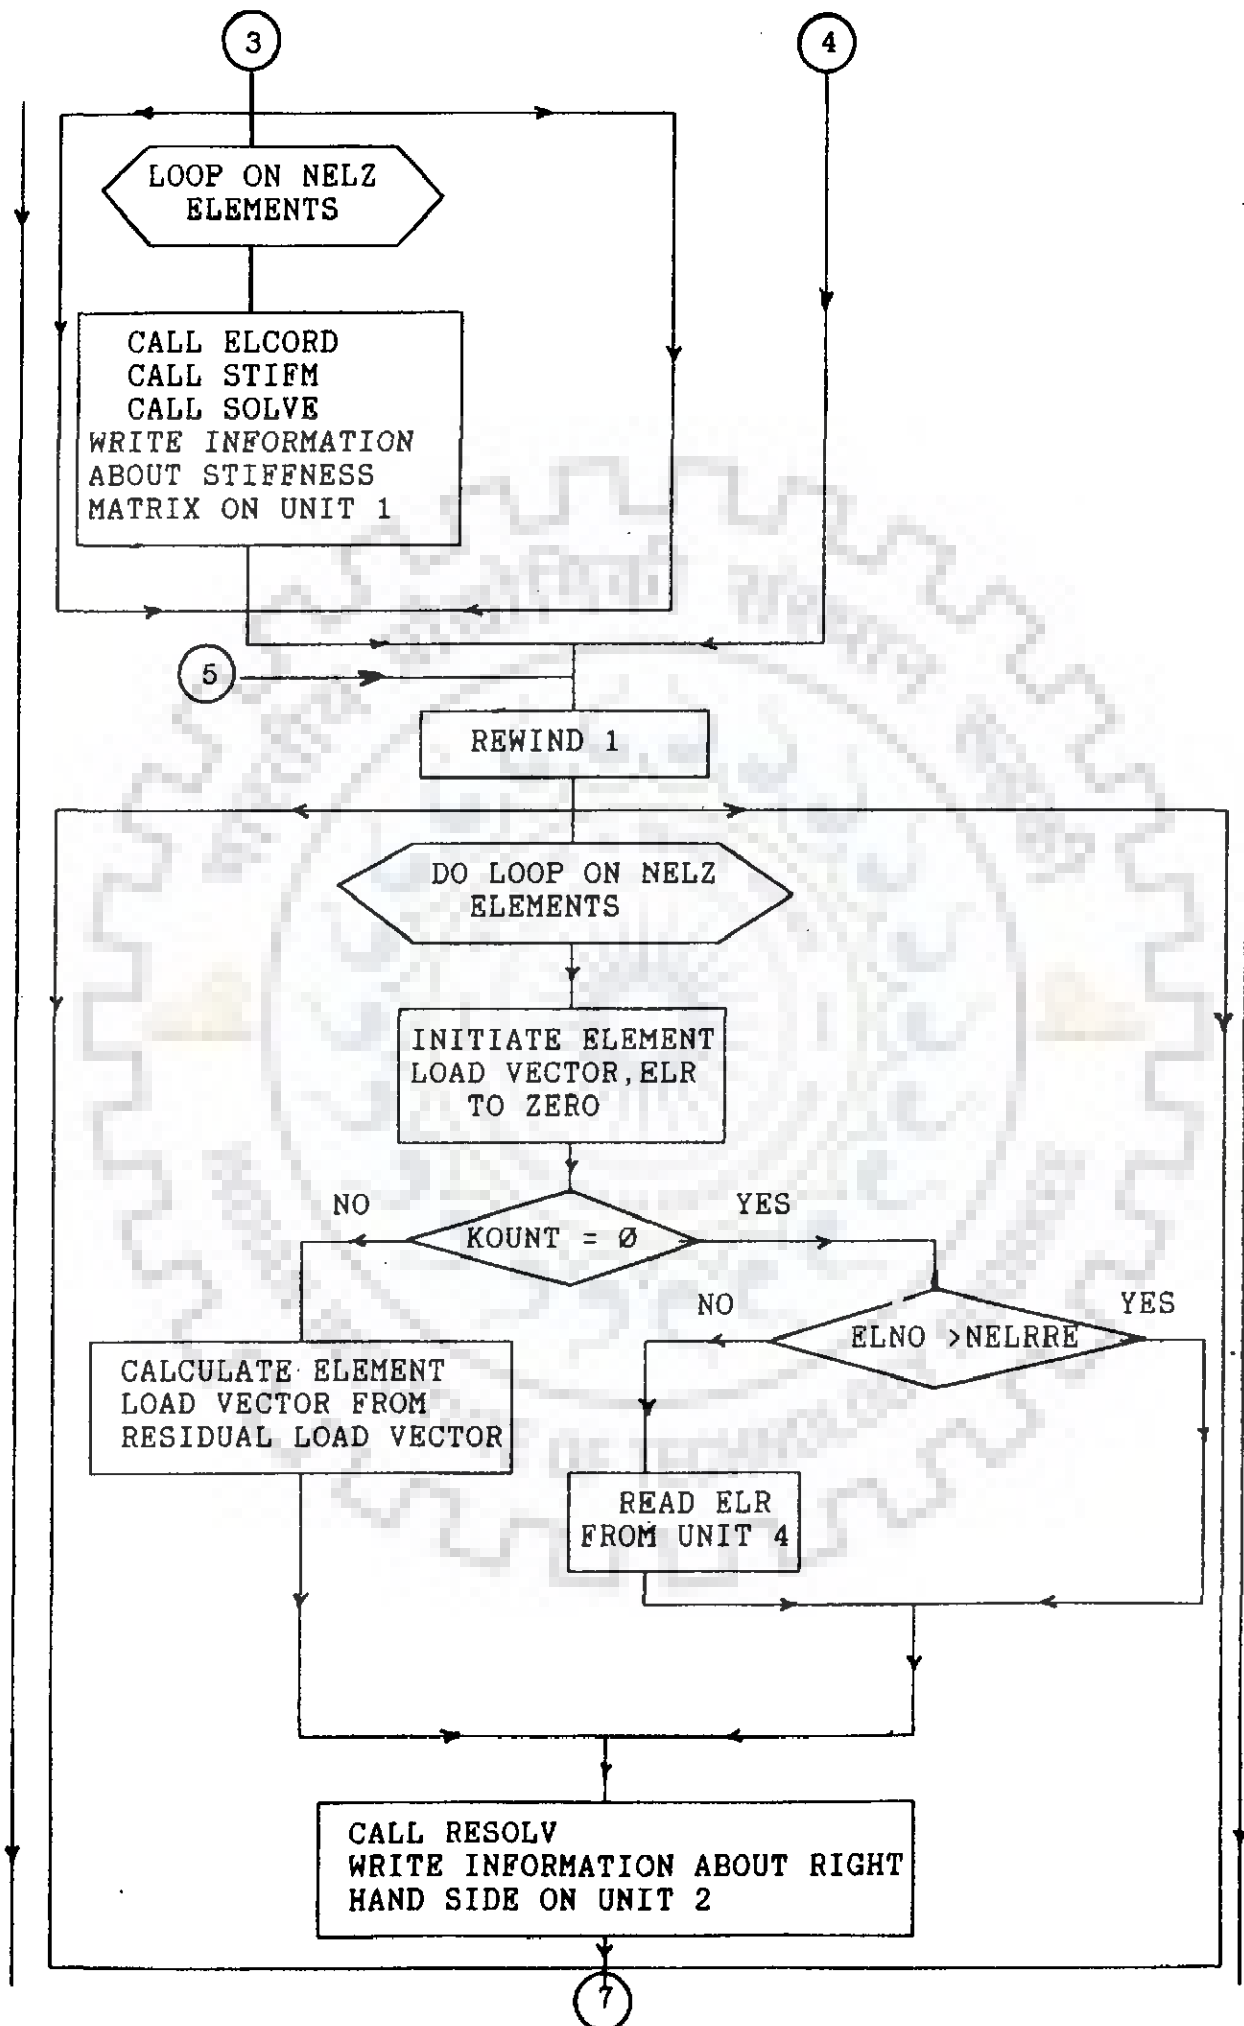 3
4
LOOP ON NELZ
ELEMENTS
CALL ELCORD
CALL STIFM
CALL SOLVE
WRITE INFORMATION
ABOUT STIFFNESS
MATRIX ON UNIT 1
5
REWIND 1
DO LOOP ON NELZ
ELEMENTS
INITIATE ELEMENT
LOAD VECTOR,ELR
TO ZERO
NO
YES
KOUNT = Ø
NO
YES
ELNO >NELRRE
CALCULATE ELEMENT
LOAD VECTOR FROM
RESIDUAL LOAD VECTOR
READ ELR
FROM UNIT 4
CALL RESOLV
WRITE INFORMATION ABOUT RIGHT
HAND SIDE ON UNIT 2
7